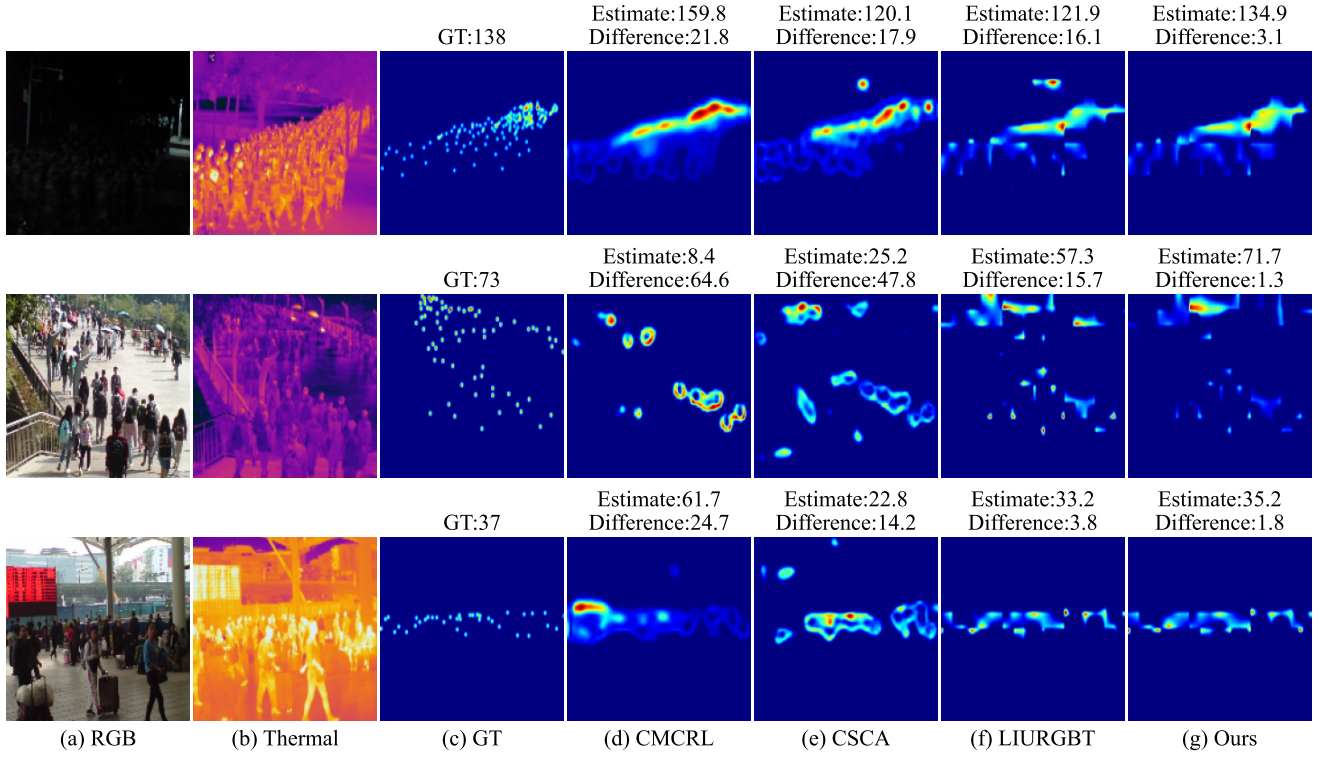 Estimate:159.8 Estimate:120.1 Estimate:121.9 Estimate:134.9
GT:138 Difference:21.8 Difference:17.9 Difference:16.1 Difference:3.1
Estimate:8.4 Estimate:25.2 Estimate:57.3 Estimate:71.7
GT:73 Difference:64.6 Difference:47.8 Difference:15.7 Difference:1.3
Estimate:61.7 Estimate:22.8 Estimate:33.2 Estimate:35.2
GT:37 Difference:24.7 Difference:14.2 Difference:3.8 Difference:1.8
(a) RGB (b) Thermal (c) GT (d) CMCRL (e) CSCA (f) LIURGBT (g) Ours